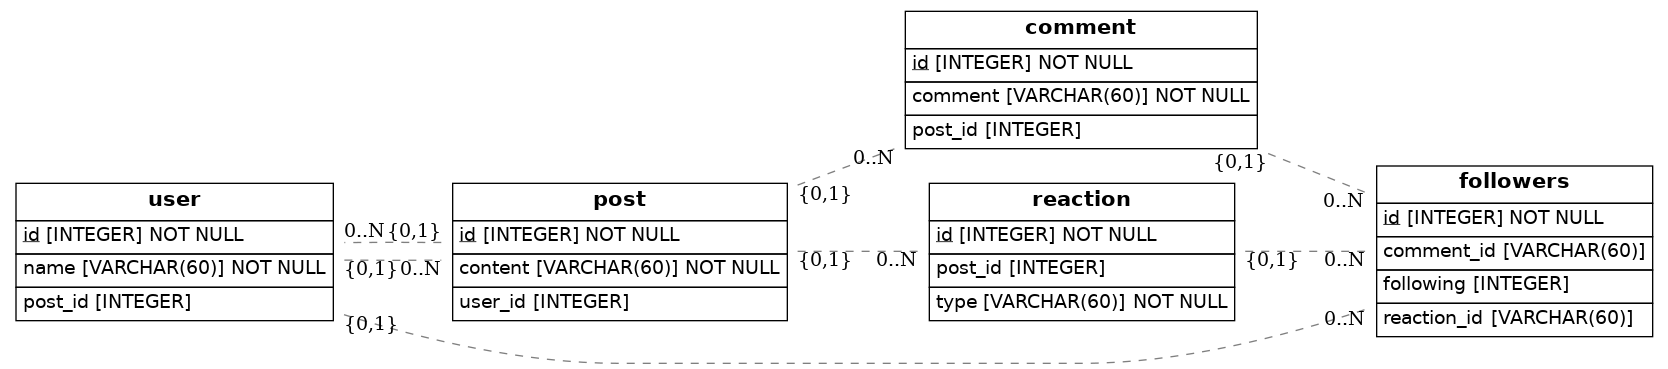 comment
id [INTEGER] NOT NULL
comment [VARCHAR(60)] NOT NULL
post_id [INTEGER]
0..N
{0,1}
{0,1}
0..N
user
id [INTEGER] NOT NULL
name [VARCHAR(60)] NOT NULL
post_id [INTEGER]
0..N {0,1}
{0,1} 0..N
{0,1}
post
id [INTEGER] NOT NULL
content [VARCHAR(60)] NOT NULL
user_id [INTEGER]
{0,1} 0..N
reaction
id [INTEGER] NOT NULL
post_id [INTEGER]
type [VARCHAR(60)] NOT NULL
{0,1} 0..N
0..N
followers
id [INTEGER] NOT NULL
comment_id [VARCHAR(60)]
following [INTEGER]
reaction_id [VARCHAR(60)]